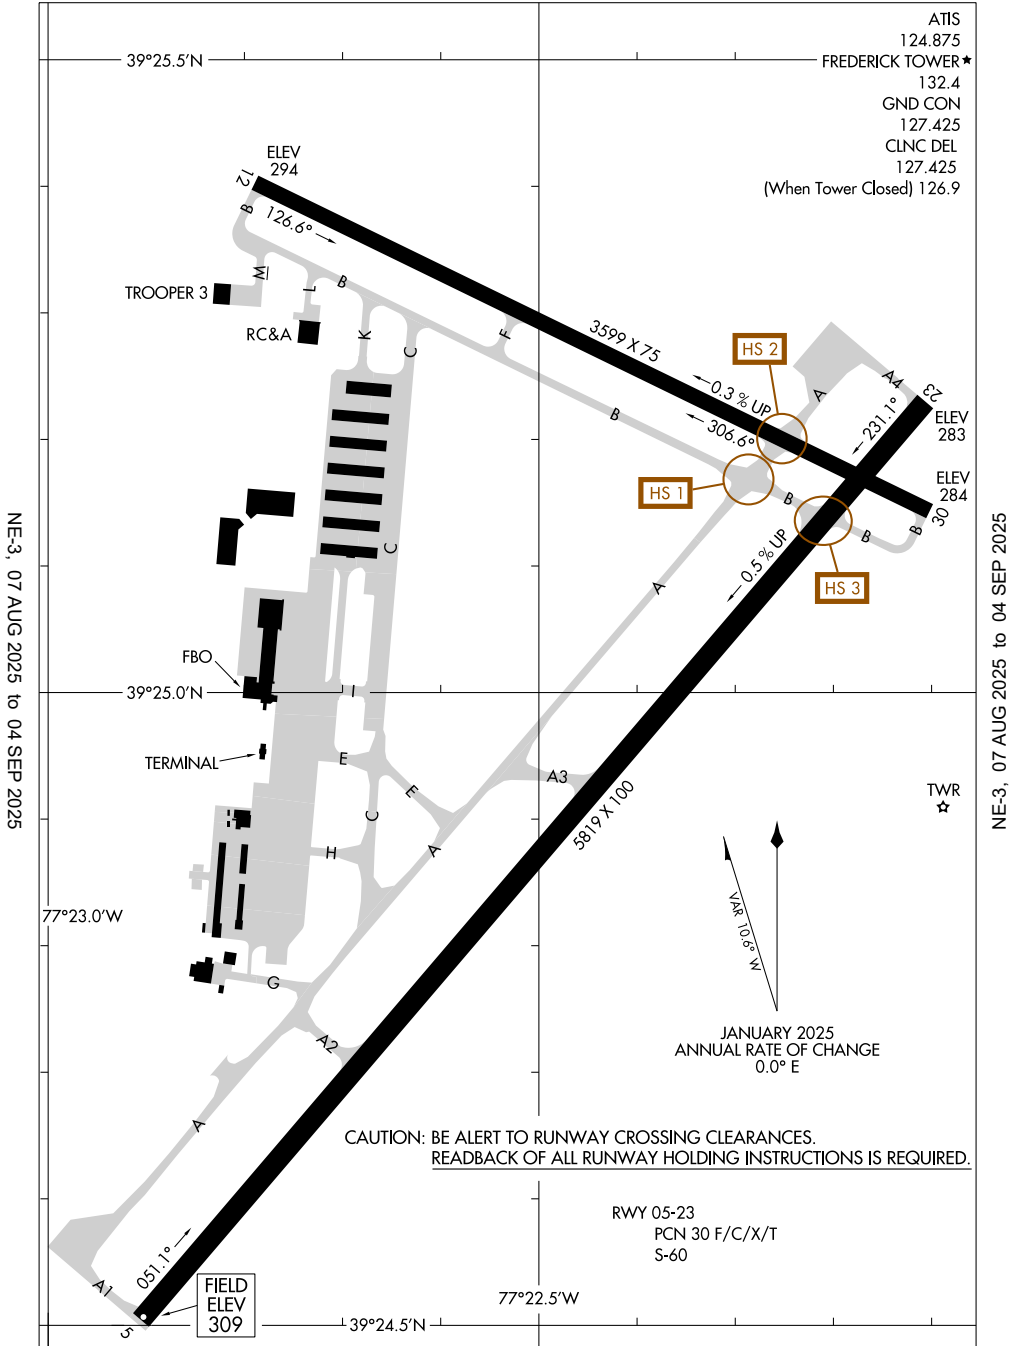 ATIS
124.875
39°25.5'N
FREDERICK TOWER★
132.4
GND CON
127.425
CLNC DEL
127.425
(When Tower Closed) 126.9
ELEV
294
12
B
126.6°
M
L
B
TROOPER 3
RC&A
K
C
F
3599 X 75
HS 2
A4
23
A
0.3 % UP
231.1°
ELEV
283
B
306.6°
ELEV
284
HS 1
B
30
B
B
C
0.5 % UP
HS 3
A
NE-3, 07 AUG 2025 to 04 SEP 2025
NE-3, 07 AUG 2025 to 04 SEP 2025
FBO
39°25.0'N
I
TERMINAL
E
E
A3
TWR
C
5819 X 100
H
A
77°23.0'W
VAR 10.6° W
G
A2
JANUARY 2025
ANNUAL RATE OF CHANGE
0.0° E
A
CAUTION: BE ALERT TO RUNWAY CROSSING CLEARANCES.
READBACK OF ALL RUNWAY HOLDING INSTRUCTIONS IS REQUIRED.
RWY 05-23
PCN 30 F/C/X/T
S-60
051.1°
A1
FIELD
ELEV
309
77°22.5'W
5
39°24.5'N